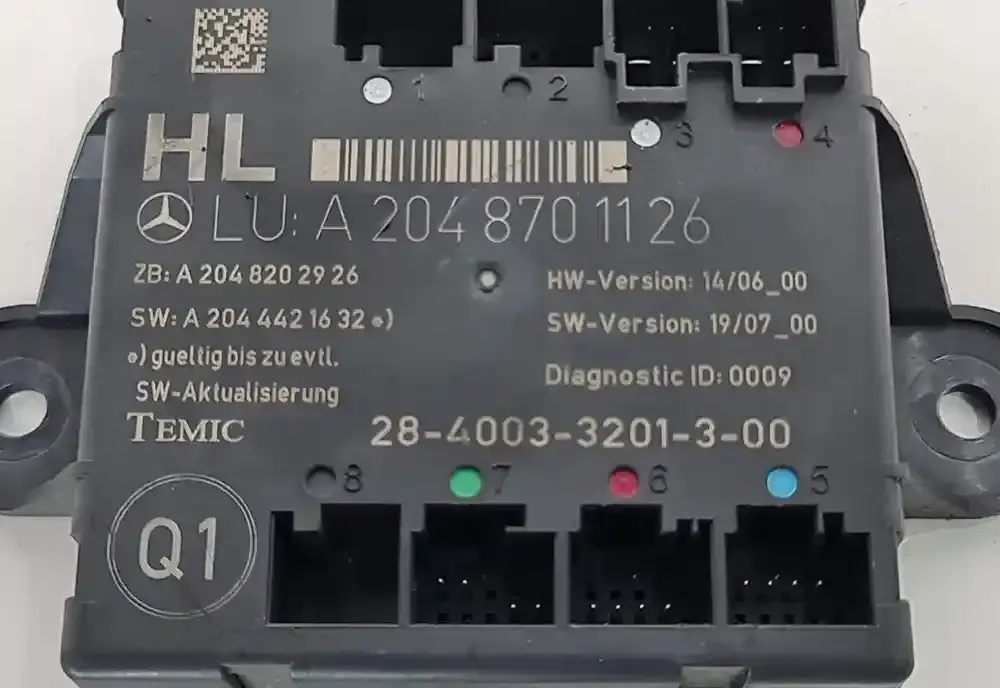 1 2
3 4
HL
LU: A 204 870 11 26
ZB: A 204 820 29 26
HW-Version: 14/06_00
SW: A 204 442 16 32 *)
SW-Version: 19/07_00
*) gueltig bis zu evtl.
SW-Aktualisierung
Diagnostic ID: 0009
TEMIC
28-4003-3201-3-00
8 7 6 5
Q1